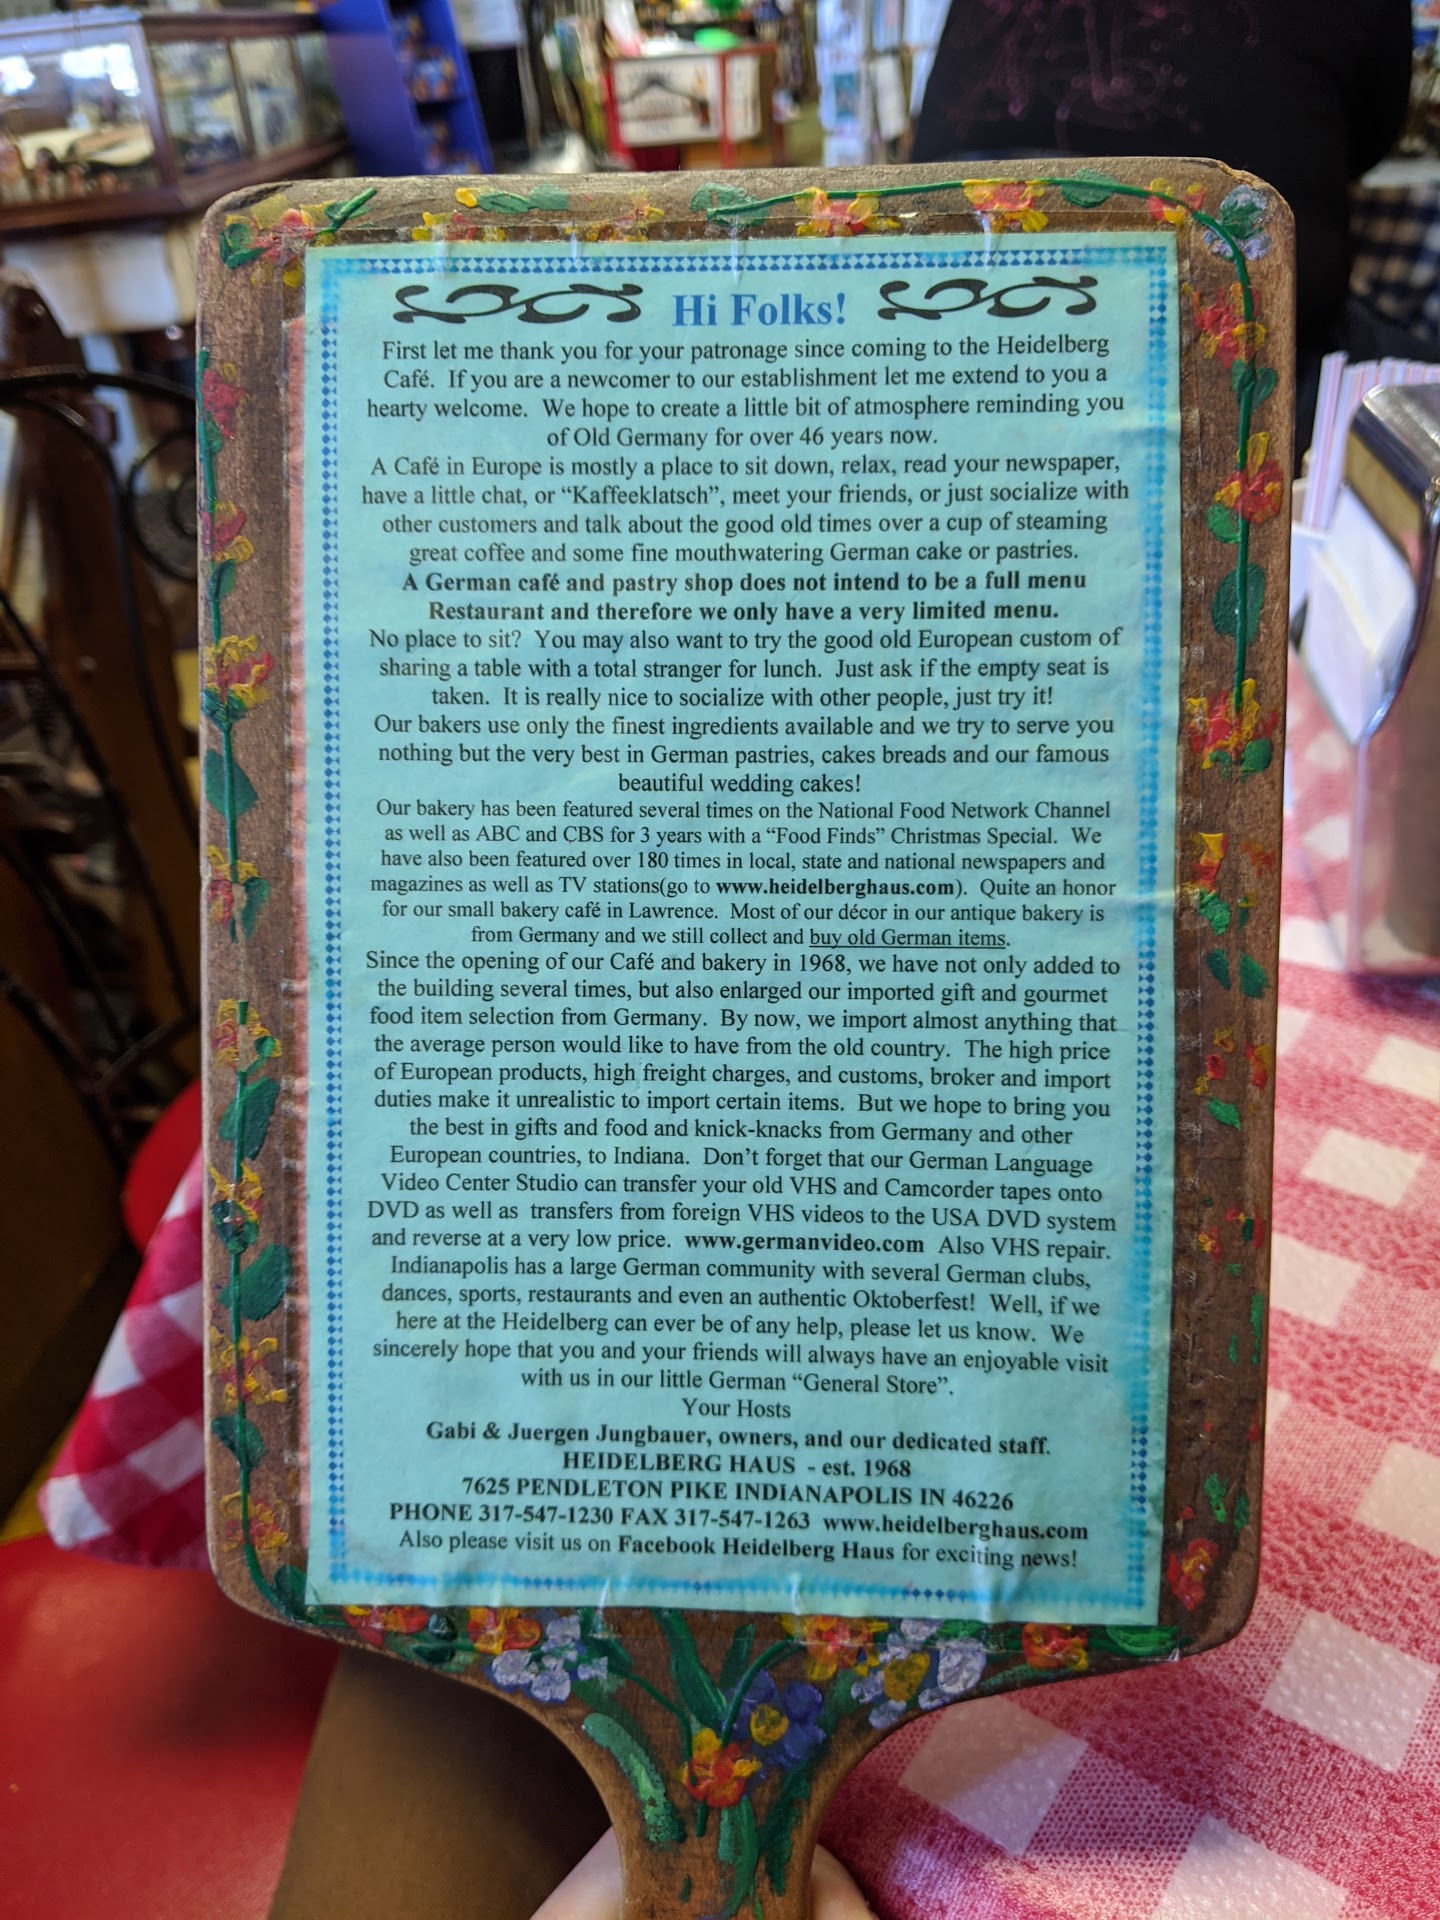 Hi Folks!
First let me thank you for your patronage since coming to the Heidelberg
Café. If you are a newcomer to our establishment let me extend to you a
hearty welcome. We hope to create a little bit of atmosphere reminding you
of Old Germany for over 46 years now.
A Café in Europe is mostly a place to sit down, relax, read your newspaper,
have a little chat, or “Kaffeeklatsch”, meet your friends, or just socialize with
other customers and talk about the good old times over a cup of steaming
great coffee and some fine mouthwatering German cake or pastries.
A German café and pastry shop does not intend to be a full menu
Restaurant and therefore we only have a very limited menu.
No place to sit? You may also want to try the good old European custom of
sharing a table with a total stranger for lunch. Just ask if the empty seat is
taken. It is really nice to socialize with other people, just try it!
Our bakers use only the finest ingredients available and we try to serve you
nothing but the very best in German pastries, cakes breads and our famous
beautiful wedding cakes!
Our bakery has been featured several times on the National Food Network Channel
as well as ABC and CBS for 3 years with a “Food Finds” Christmas Special. We
have also been featured over 180 times in local, state and national newspapers and
magazines as well as TV stations(go to www.heidelberghaus.com). Quite an honor
for our small bakery café in Lawrence. Most of our décor in our antique bakery is
from Germany and we still collect and buy old German items.
Since the opening of our Café and bakery in 1968, we have not only added to
the building several times, but also enlarged our imported gift and gourmet
food item selection from Germany. By now, we import almost anything that
the average person would like to have from the old country. The high price
of European products, high freight charges, and customs, broker and import
duties make it unrealistic to import certain items. But we hope to bring you
the best in gifts and food and knick-knacks from Germany and other
European countries, to Indiana. Don’t forget that our German Language
Video Center Studio can transfer your old VHS and Camcorder tapes onto
DVD as well as transfers from foreign VHS videos to the USA DVD system
and reverse at a very low price. www.germanvideo.com Also VHS repair.
Indianapolis has a large German community with several German clubs,
dances, sports, restaurants and even an authentic Oktoberfest! Well, if we
here at the Heidelberg can ever be of any help, please let us know. We
sincerely hope that you and your friends will always have an enjoyable visit
with us in our little German “General Store”.
Your Hosts
Gabi & Juergen Jungbauer, owners, and our dedicated staff.
HEIDELBERG HAUS - est. 1968
7625 PENDLETON PIKE INDIANAPOLIS IN 46226
PHONE 317-547-1230 FAX 317-547-1263 www.heidelberghaus.com
Also please visit us on Facebook Heidelberg Haus for exciting news!